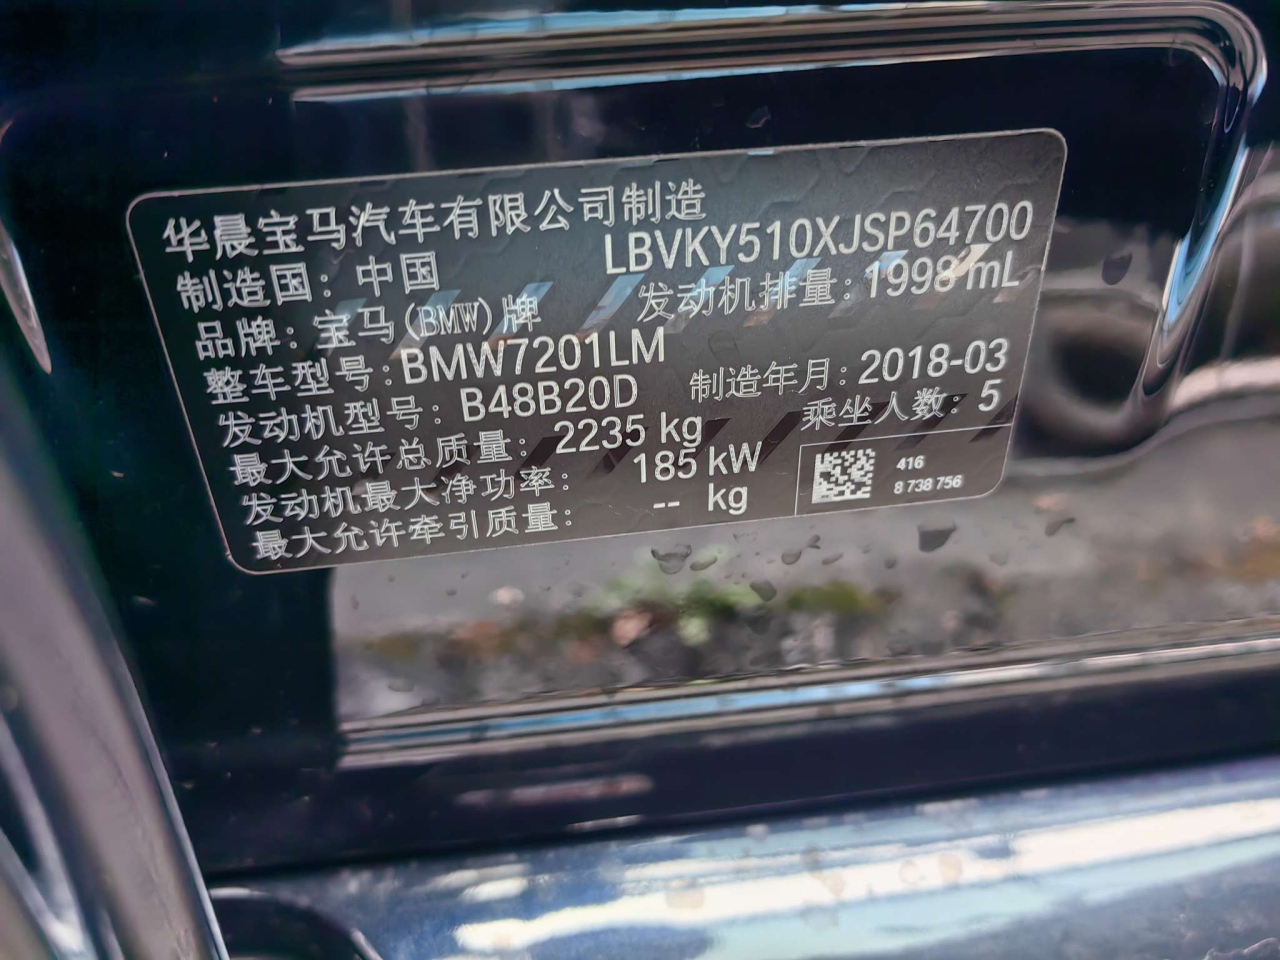 华晨宝马汽车有限公司制造
制造国：中国 LBVKY510XJSP64700
品牌：宝马(BMW)牌 发动机排量：1998 mL
整车型号：BMW7201LM
发动机型号：B48B20D 制造年月：2018-03
最大允许总质量：2235 kg 乘坐人数：5
发动机最大净功率：185 kW
最大允许牵引质量：-- kg
416
8 738 756